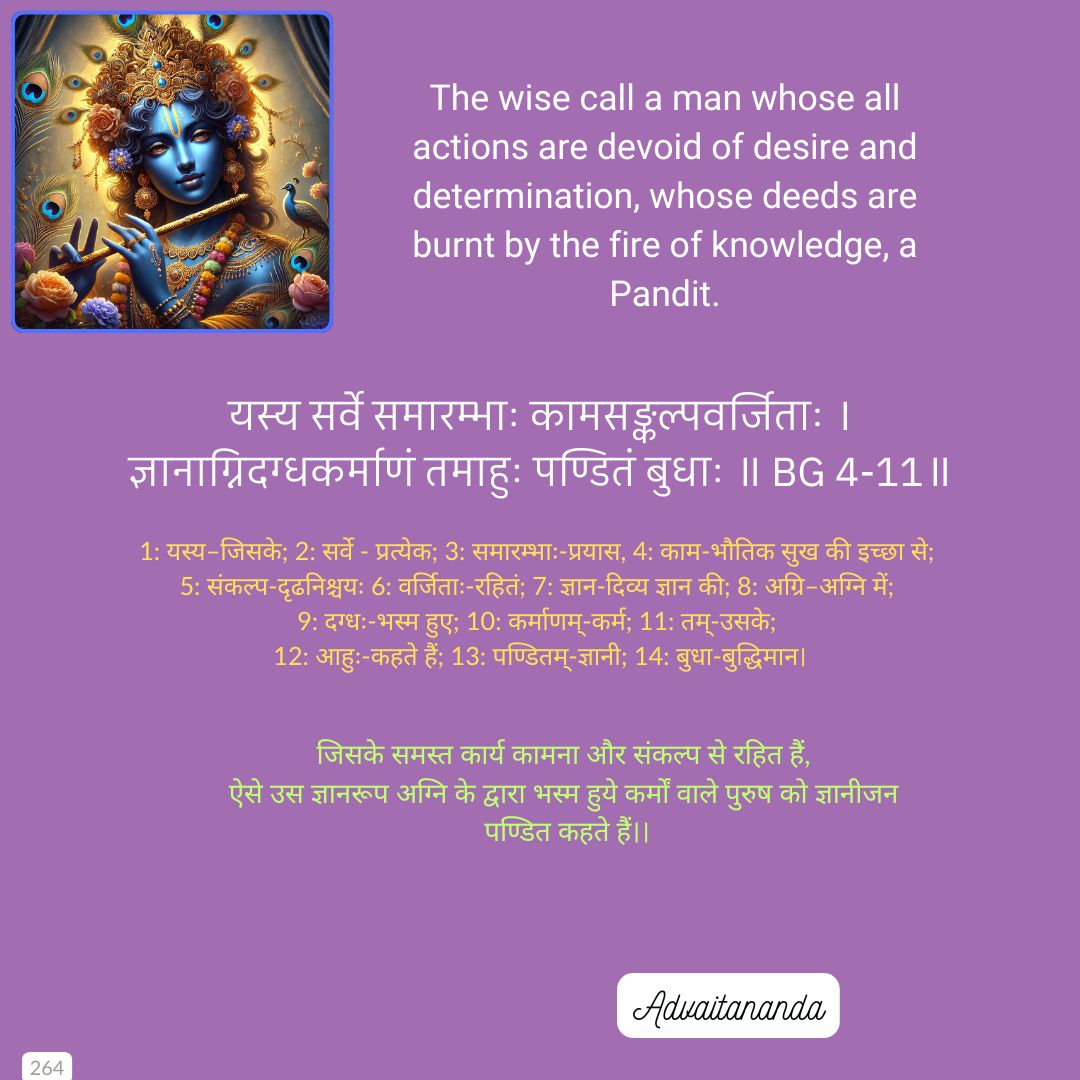 The wise call a man whose all
actions are devoid of desire and
determination, whose deeds are
burnt by the fire of knowledge, a
Pandit.
यस्य सर्वे समारम्भाः कामसङ्कल्पवर्जिताः ।
ज्ञानाग्निदग्धकर्माणं तमाहुः पण्डितं बुधाः ॥ BG 4-11॥
1: यस्य–जिसके; 2: सर्वे - प्रत्येक; 3: समारम्भाः-प्रयास, 4: काम-भौतिक सुख की इच्छा से;
5: संकल्प-दृढनिश्चयः 6: वर्जिताः-रहितं; 7: ज्ञान-दिव्य ज्ञान की; 8: अग्रि–अग्नि में;
9: दग्धः-भस्म हुए; 10: कर्माणम्-कर्म; 11: तम्-उसके;
12: आहुः-कहते हैं; 13: पण्डितम्-ज्ञानी; 14: बुधा-बुद्धिमान।
जिसके समस्त कार्य कामना और संकल्प से रहित हैं,
ऐसे उस ज्ञानरूप अग्नि के द्वारा भस्म हुये कर्मों वाले पुरुष को ज्ञानीजन
पण्डित कहते हैं।।
Advaitananda
264